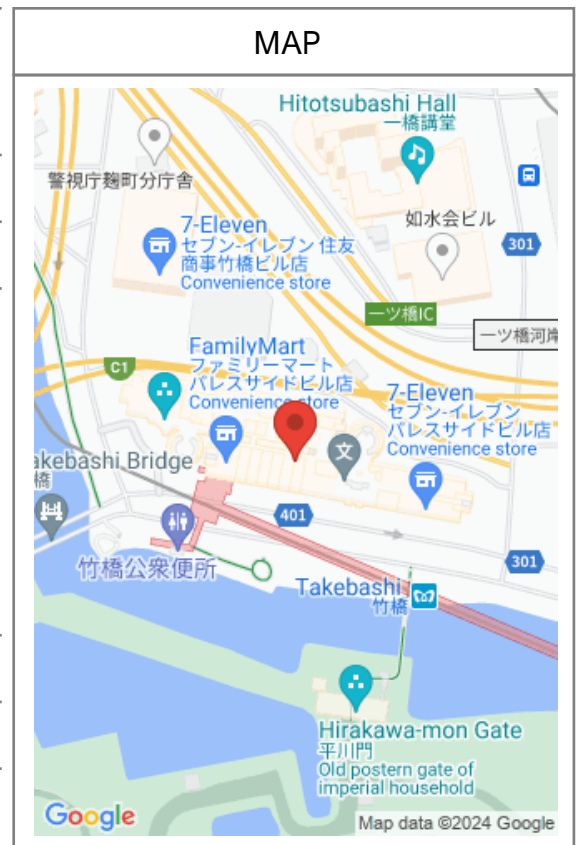 MAP
Hitotsubashi Hall
一橋講堂
警視庁麹町分庁舎
如水会ビル
7-Eleven
セブン-イレブン 住友
商事竹橋ビル店
Convenience store
301
一ツ橋IC
一ツ橋河岸
FamilyMart
ファミリーマート
パレスサイドビル店
Convenience store
C1
7-Eleven
セブン-イレブン
パレスサイドビル店
Convenience store
文
akebashi Bridge
橋
401
竹橋公衆便所
301
Takebashi
竹橋
Hirakawa-mon Gate
平川門
Old postern gate of
imperial household
Google
Map data ©2024 Google